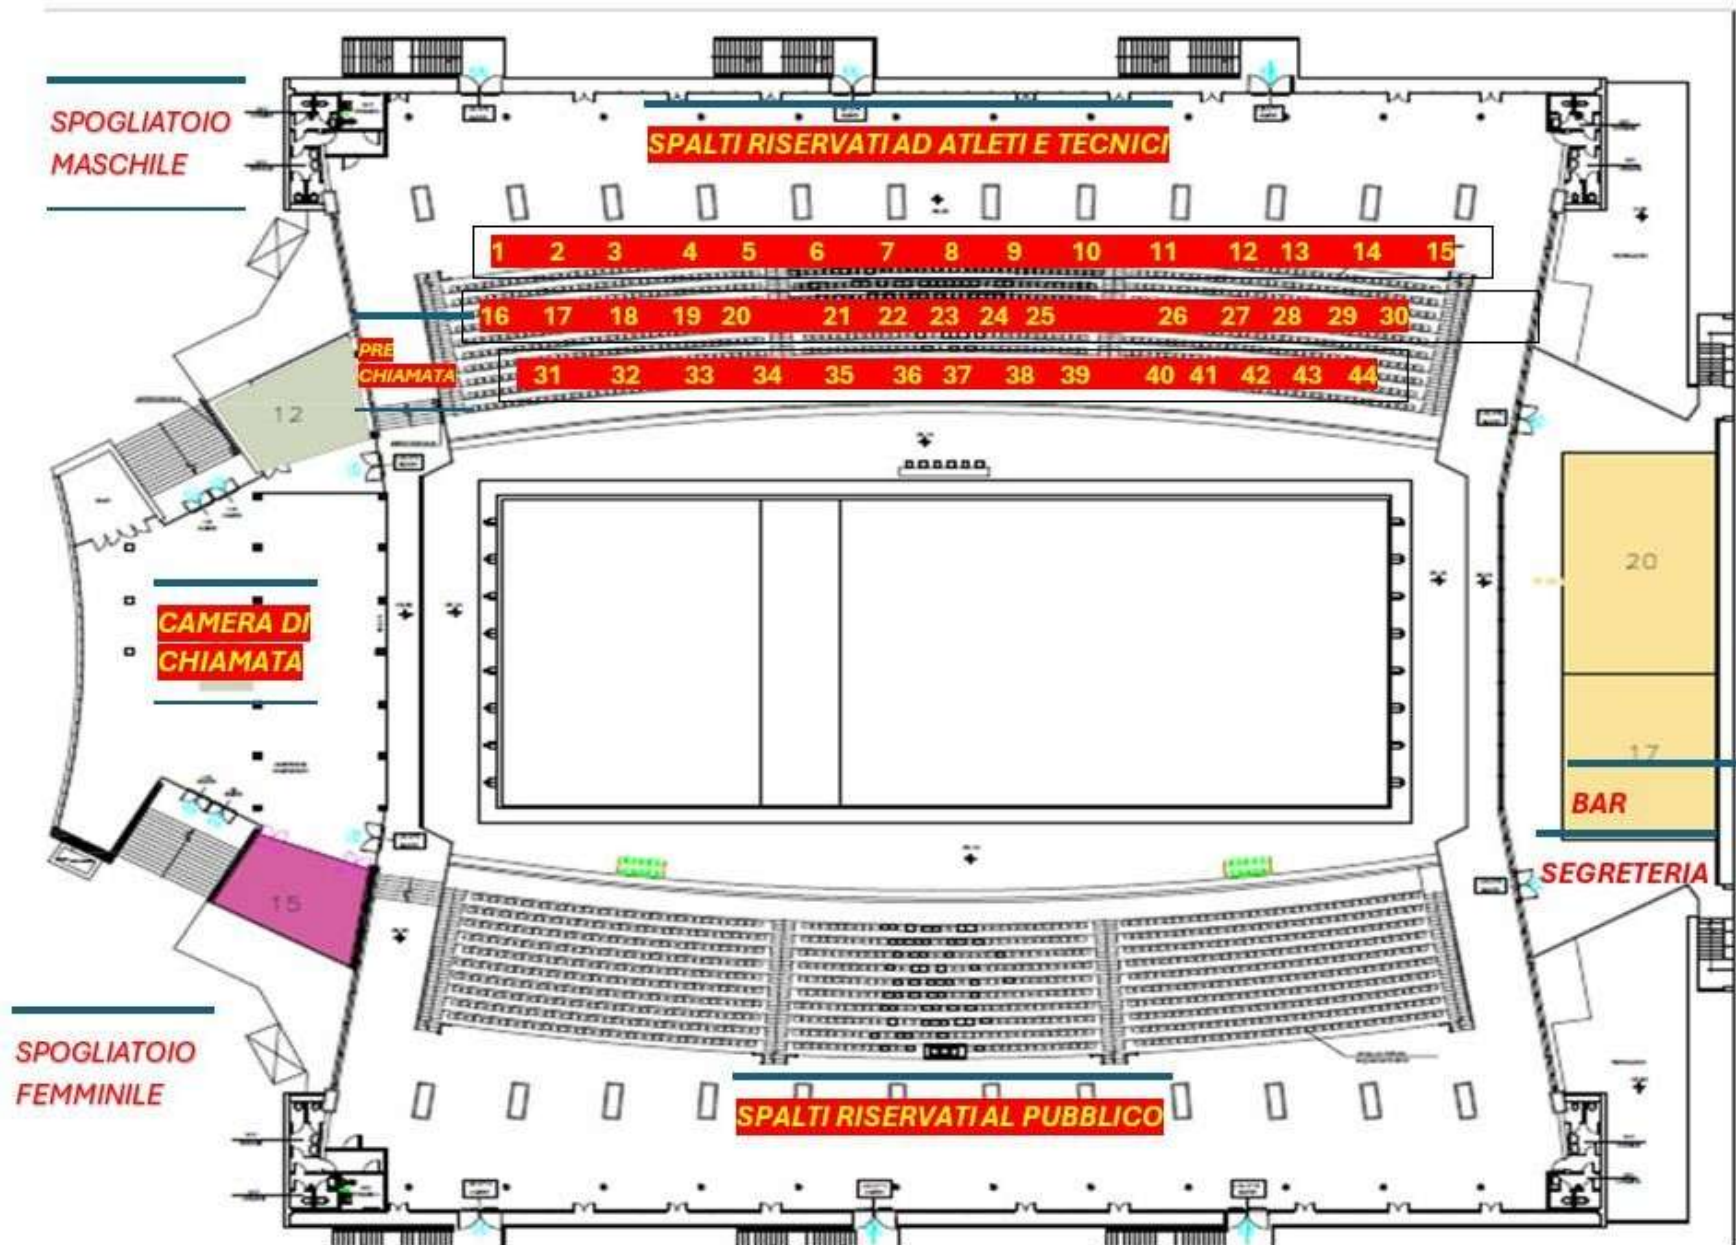 SPOGLIATOIO
MASCHILE
SPALTI RISERVATI AD ATLETI E TECNICI
1 2 3 4 5 6 7 8 9 10 11 12 13 14 15
16 17 18 19 20 21 22 23 24 25 26 27 28 29 30
PRE
CHIAMATA
31 32 33 34 35 36 37 38 39 40 41 42 43 44
12
20
CAMERA DI
CHIAMATA
17
BAR
SEGRETERIA
15
SPOGLIATOIO
FEMMINILE
SPALTI RISERVATI AL PUBBLICO